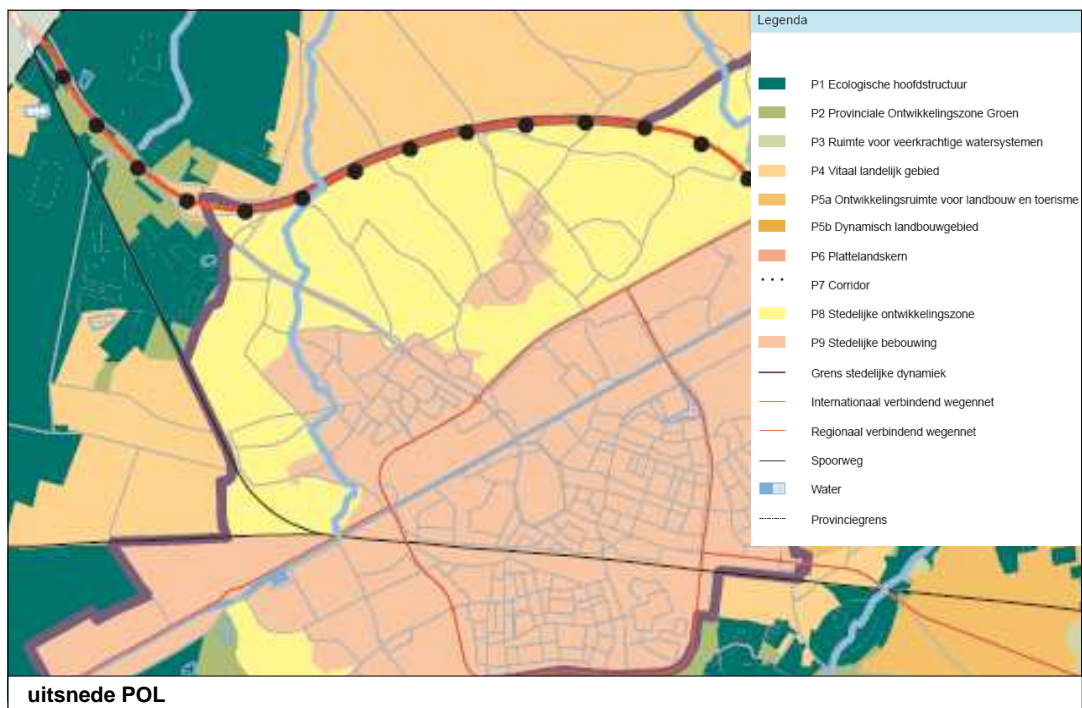 Legenda
P1 Ecologische hoofdstructuur
P2 Provinciale Ontwikkelingszone Groen
P3 Ruimte voor veerkrachtige watersystemen
P4 Vitaal landelijk gebied
P5a Ontwikkelingsruimte voor landbouw en toerisme
P5b Dynamisch landbouwgebied
P6 Plattelandskern
P7 Corridor
P8 Stedelijke ontwikkelingszone
P9 Stedelijke bebouwing
Grens stedelijke dynamiek
Internationaal verbindend wegennet
Regionaal verbindend wegennet
Spoorweg
Water
Provinciegrens
uitsnede POL